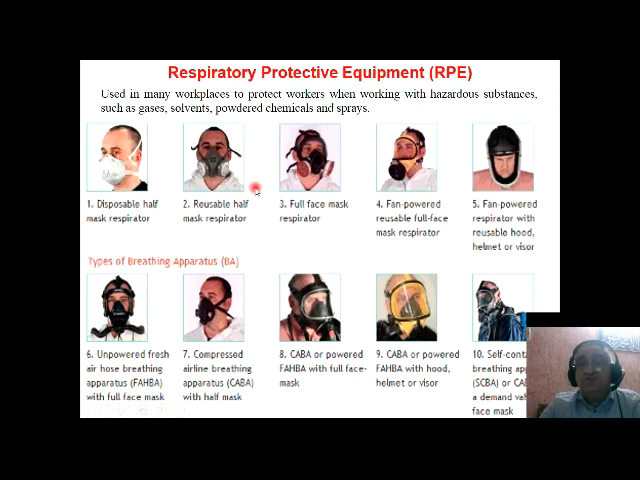 Respiratory Protective Equipment (RPE)
Used in many workplaces to protect workers when working with hazardous substances,
such as gases, solvents, powdered chemicals and sprays.
1. Disposable half
mask respirator
2. Reusable half
mask respirator
3. Full face mask
respirator
4. Fan-powered
reusable full-face
mask respirator
5. Fan-powered
respirator with
reusable hood,
helmet or visor
Types of Breathing Apparatus (BA)
6. Unpowered fresh
air hose breathing
apparatus (FAHBA)
with full face mask
7. Compressed
airline breathing
apparatus (CABA)
with half mask
8. CABA or powered
FAHBA with full face-
mask
9. CABA or powered
FAHBA with hood,
helmet or visor
10. Self-cont
breathing app
(SCBA) or CAB
a demand val
face mask